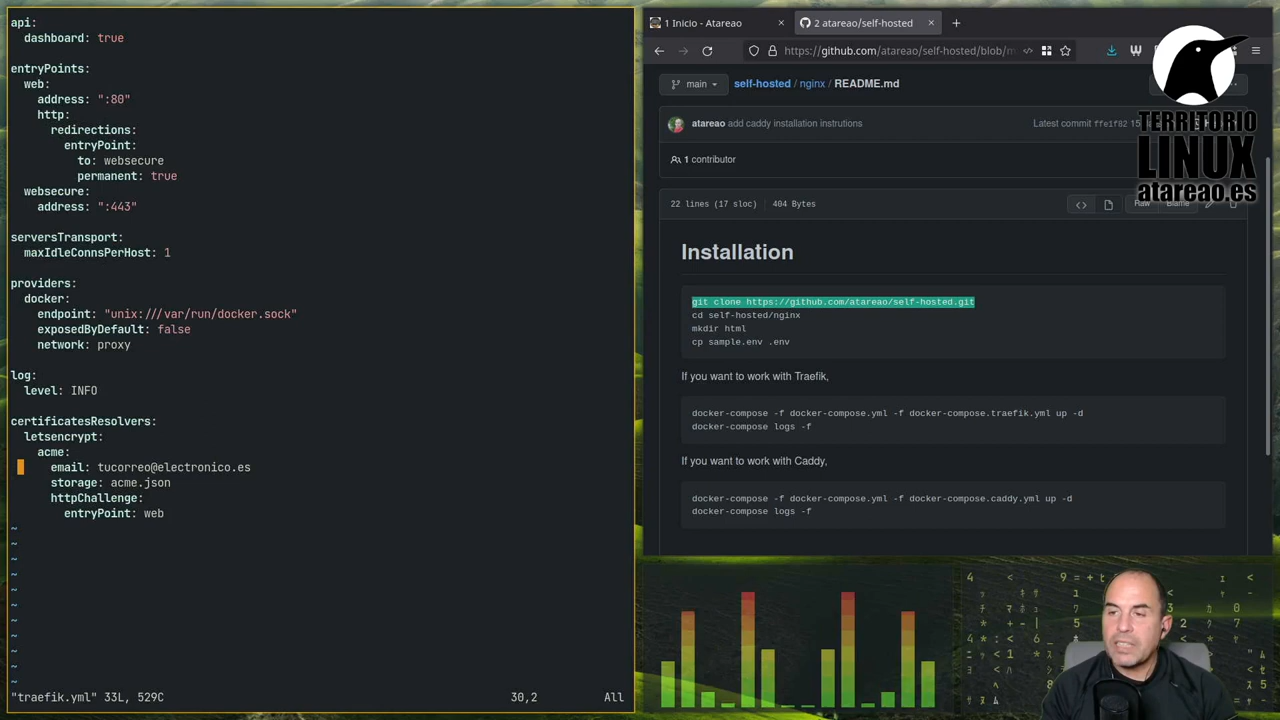 api:
dashboard: true
entryPoints:
web:
address: ":80"
http:
redirections:
entryPoint:
to: websecure
permanent: true
websecure:
address: ":443"
serversTransport:
maxIdleConnsPerHost: 1
providers:
docker:
endpoint: "unix:///var/run/docker.sock"
exposedByDefault: false
network: proxy
log:
level: INFO
certificatesResolvers:
letsencrypt:
acme:
email: tucorreo@electronico.es
storage: acme.json
httpChallenge:
entryPoint: web
~
~
~
~
~
~
~
~
~
~
~
"traefik.yml" 33L, 529C 30,2 All
1 Inicio - Atareao
2 atareao/self-hosted
https://github.com/atareao/self-hosted/blob/m
main
self-hosted / nginx / README.md
atareao add caddy installation instrutions
Latest commit ffe1f82 15
1 contributor
22 lines (17 sloc) 404 Bytes
Raw
Blame
Installation
git clone https://github.com/atareao/self-hosted.git
cd self-hosted/nginx
mkdir html
cp sample.env .env
If you want to work with Traefik,
docker-compose -f docker-compose.yml -f docker-compose.traefik.yml up -d
docker-compose logs -f
If you want to work with Caddy,
docker-compose -f docker-compose.yml -f docker-compose.caddy.yml up -d
docker-compose logs -f
TERRITORIO
LINUX
atareao.es